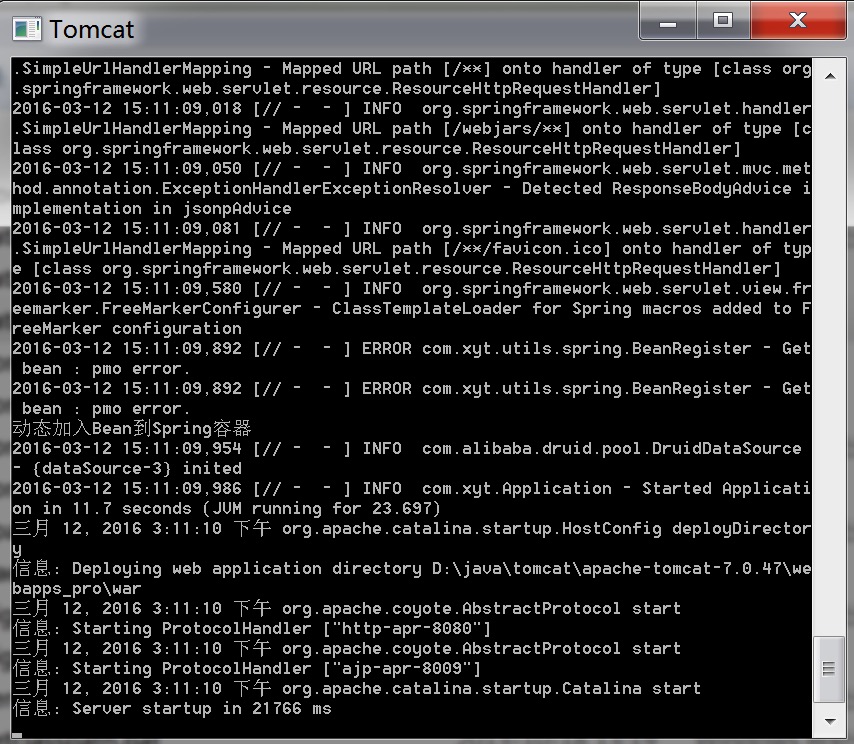 Tomcat
.SimpleUrlHandlerMapping - Mapped URL path [/**] onto handler of type [class org
.springframework.web.servlet.resource.ResourceHttpRequestHandler]
2016-03-12 15:11:09,018 [// -  - ] INFO  org.springframework.web.servlet.handler
.SimpleUrlHandlerMapping - Mapped URL path [/webjars/**] onto handler of type [c
lass org.springframework.web.servlet.resource.ResourceHttpRequestHandler]
2016-03-12 15:11:09,050 [// -  - ] INFO  org.springframework.web.servlet.mvc.met
hod.annotation.ExceptionHandlerExceptionResolver - Detected ResponseBodyAdvice i
mplementation in jsonpAdvice
2016-03-12 15:11:09,081 [// -  - ] INFO  org.springframework.web.servlet.handler
.SimpleUrlHandlerMapping - Mapped URL path [/**/favicon.ico] onto handler of typ
e [class org.springframework.web.servlet.resource.ResourceHttpRequestHandler]
2016-03-12 15:11:09,580 [// -  - ] INFO  org.springframework.web.servlet.view.fr
eemarker.FreeMarkerConfigurer - ClassTemplateLoader for Spring macros added to F
reeMarker configuration
2016-03-12 15:11:09,892 [// -  - ] ERROR com.xyt.utils.spring.BeanRegister - Get
 bean : pmo error.
2016-03-12 15:11:09,892 [// -  - ] ERROR com.xyt.utils.spring.BeanRegister - Get
 bean : pmo error.
动态加入Bean到Spring容器
2016-03-12 15:11:09,954 [// -  - ] INFO  com.alibaba.druid.pool.DruidDataSource
- {dataSource-3} inited
2016-03-12 15:11:09,986 [// -  - ] INFO  com.xyt.Application - Started Applicati
on in 11.7 seconds (JVM running for 23.697)
三月 12, 2016 3:11:10 下午 org.apache.catalina.startup.HostConfig deployDirector
y
信息: Deploying web application directory D:\java\tomcat\apache-tomcat-7.0.47\we
bapps_pro\war
三月 12, 2016 3:11:10 下午 org.apache.coyote.AbstractProtocol start
信息: Starting ProtocolHandler ["http-apr-8080"]
三月 12, 2016 3:11:10 下午 org.apache.coyote.AbstractProtocol start
信息: Starting ProtocolHandler ["ajp-apr-8009"]
三月 12, 2016 3:11:10 下午 org.apache.catalina.startup.Catalina start
信息: Server startup in 21766 ms